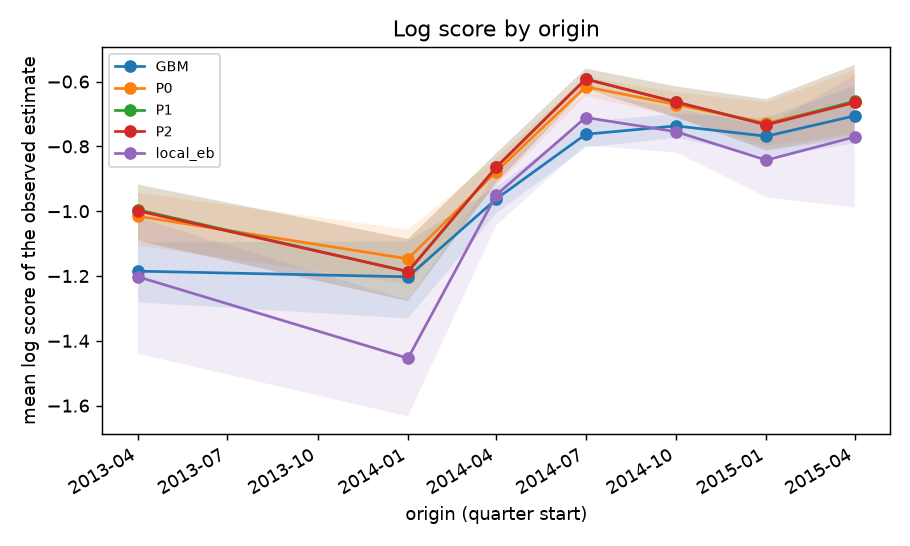 Log score by origin
mean log score of the observed estimate
−0.6
−0.8
−1.0
−1.2
−1.4
−1.6
GBM
P0
P1
P2
local_eb
2013-04
2013-07
2013-10
2014-01
2014-04
2014-07
2014-10
2015-01
2015-04
origin (quarter start)